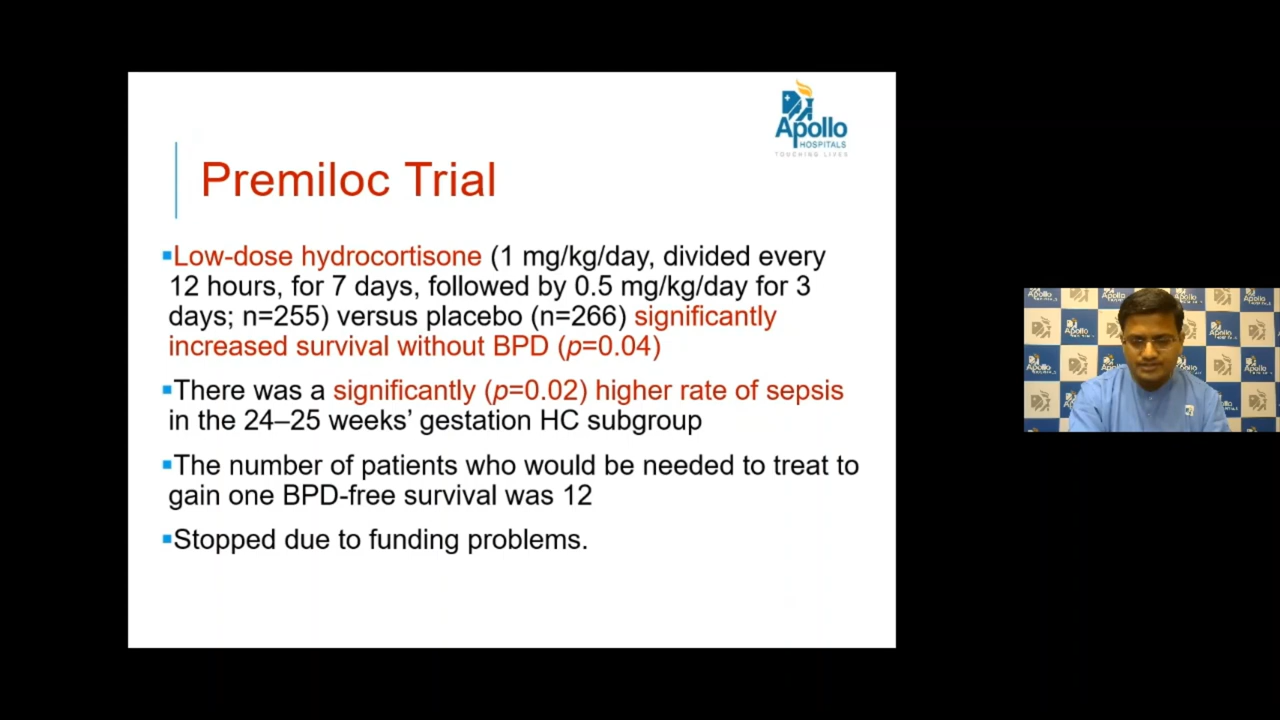 Apollo
HOSPITALS
TOUCHING LIVES
Premiloc Trial
▪Low-dose hydrocortisone (1 mg/kg/day, divided every
12 hours, for 7 days, followed by 0.5 mg/kg/day for 3
days; n=255) versus placebo (n=266) significantly
increased survival without BPD (p=0.04)
▪There was a significantly (p=0.02) higher rate of sepsis
in the 24–25 weeks’ gestation HC subgroup
▪The number of patients who would be needed to treat to
gain one BPD-free survival was 12
▪Stopped due to funding problems.